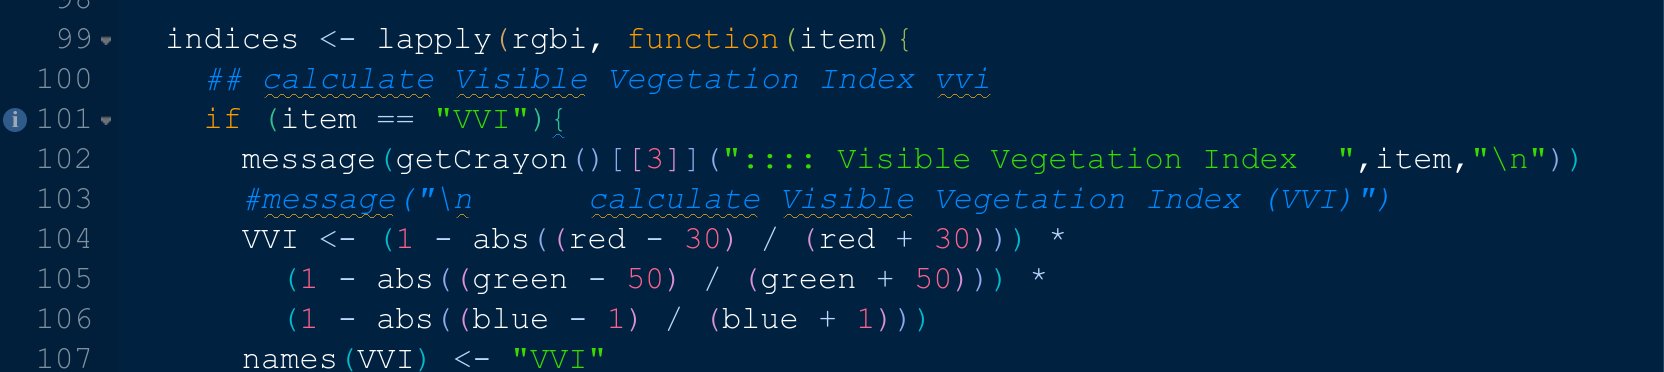 98
99 indices <- lapply(rgbi, function(item){
100 ## calculate Visible Vegetation Index vvi
101 if (item == "VVI"){
102 message(getCrayon()[[3]](":::: Visible Vegetation Index  ",item,"\n"))
103 #message("\n      calculate Visible Vegetation Index (VVI)")
104 VVI <- (1 - abs((red - 30) / (red + 30))) *
105 (1 - abs((green - 50) / (green + 50))) *
106 (1 - abs((blue - 1) / (blue + 1)))
107 names(VVI) <- "VVI"